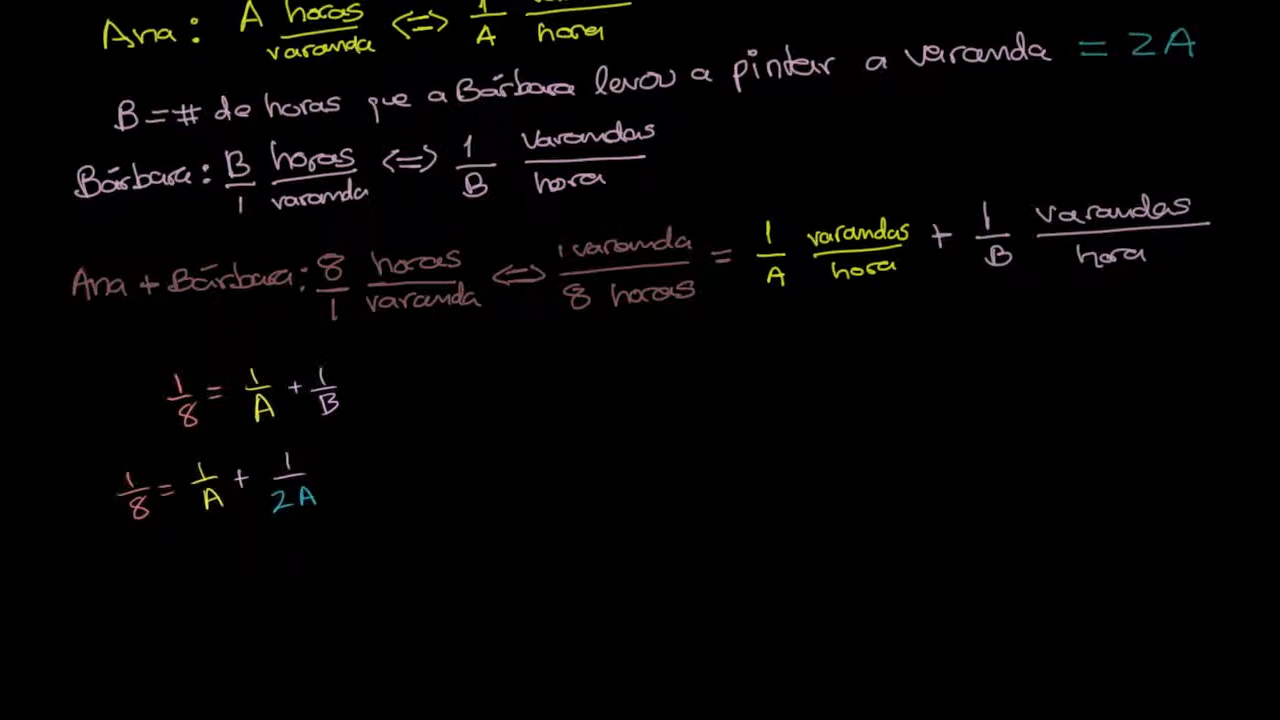 Ana: A horas/varanda <=> 1/A /hora
B = # de horas que a Bárbara levou a pintar a varanda = 2A
Bárbara: B/1 horas/varanda <=> 1/B varandas/hora
Ana + Bárbara: 8/1 horas/varanda <=> 1 varanda/8 horas = 1/A varandas/hora + 1/B varandas/hora
1/8 = 1/A + 1/B
1/8 = 1/A + 1/2A